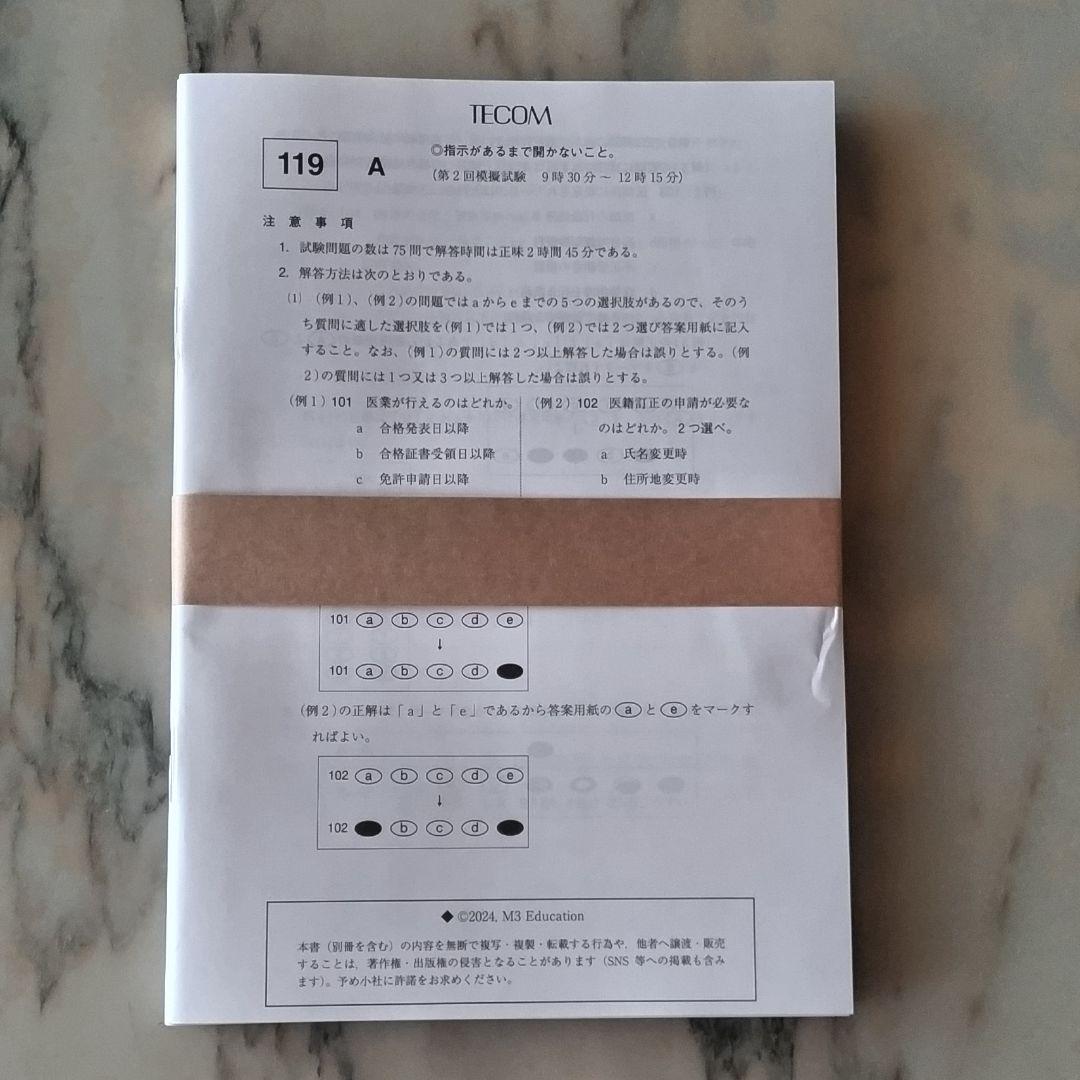 TECOM
119 A
◎指示があるまで開かないこと。
(第2回模擬試験 9時30分～12時15分)
注意事項
1. 試験問題の数は75問で解答時間は正味2時間45分である。
2. 解答方法は次のとおりである。
(1) (例1)、(例2)の問題ではaからeまでの5つの選択肢があるので、そのう
ち質問に適した選択肢を(例1)では1つ、(例2)では2つ選び答案用紙に記入
すること。なお、(例1)の質問には2つ以上解答した場合は誤りとする。(例
2)の質問には1つ又は3つ以上解答した場合は誤りとする。
(例1) 101 医業が行えるのはどれか。
a 合格発表日以降
b 合格証書受領日以降
c 免許申請日以降
(例2) 102 医籍訂正の申請が必要な
のはどれか。2つ選べ。
a 氏名変更時
b 住所地変更時
101 a b c d e
↓
101 a b c d
(例2)の正解は「a」と「e」であるから答案用紙のaとeをマークす
ればよい。
102 a b c d e
↓
102 b c d
◆ ©2024, M3 Education
本書（別冊を含む）の内容を無断で複写・複製・転載する行為や、他者へ譲渡・販売
することは、著作権・出版権の侵害となることがあります（SNS 等への掲載も含み
ます）。予め小社に許諾をお求めください。